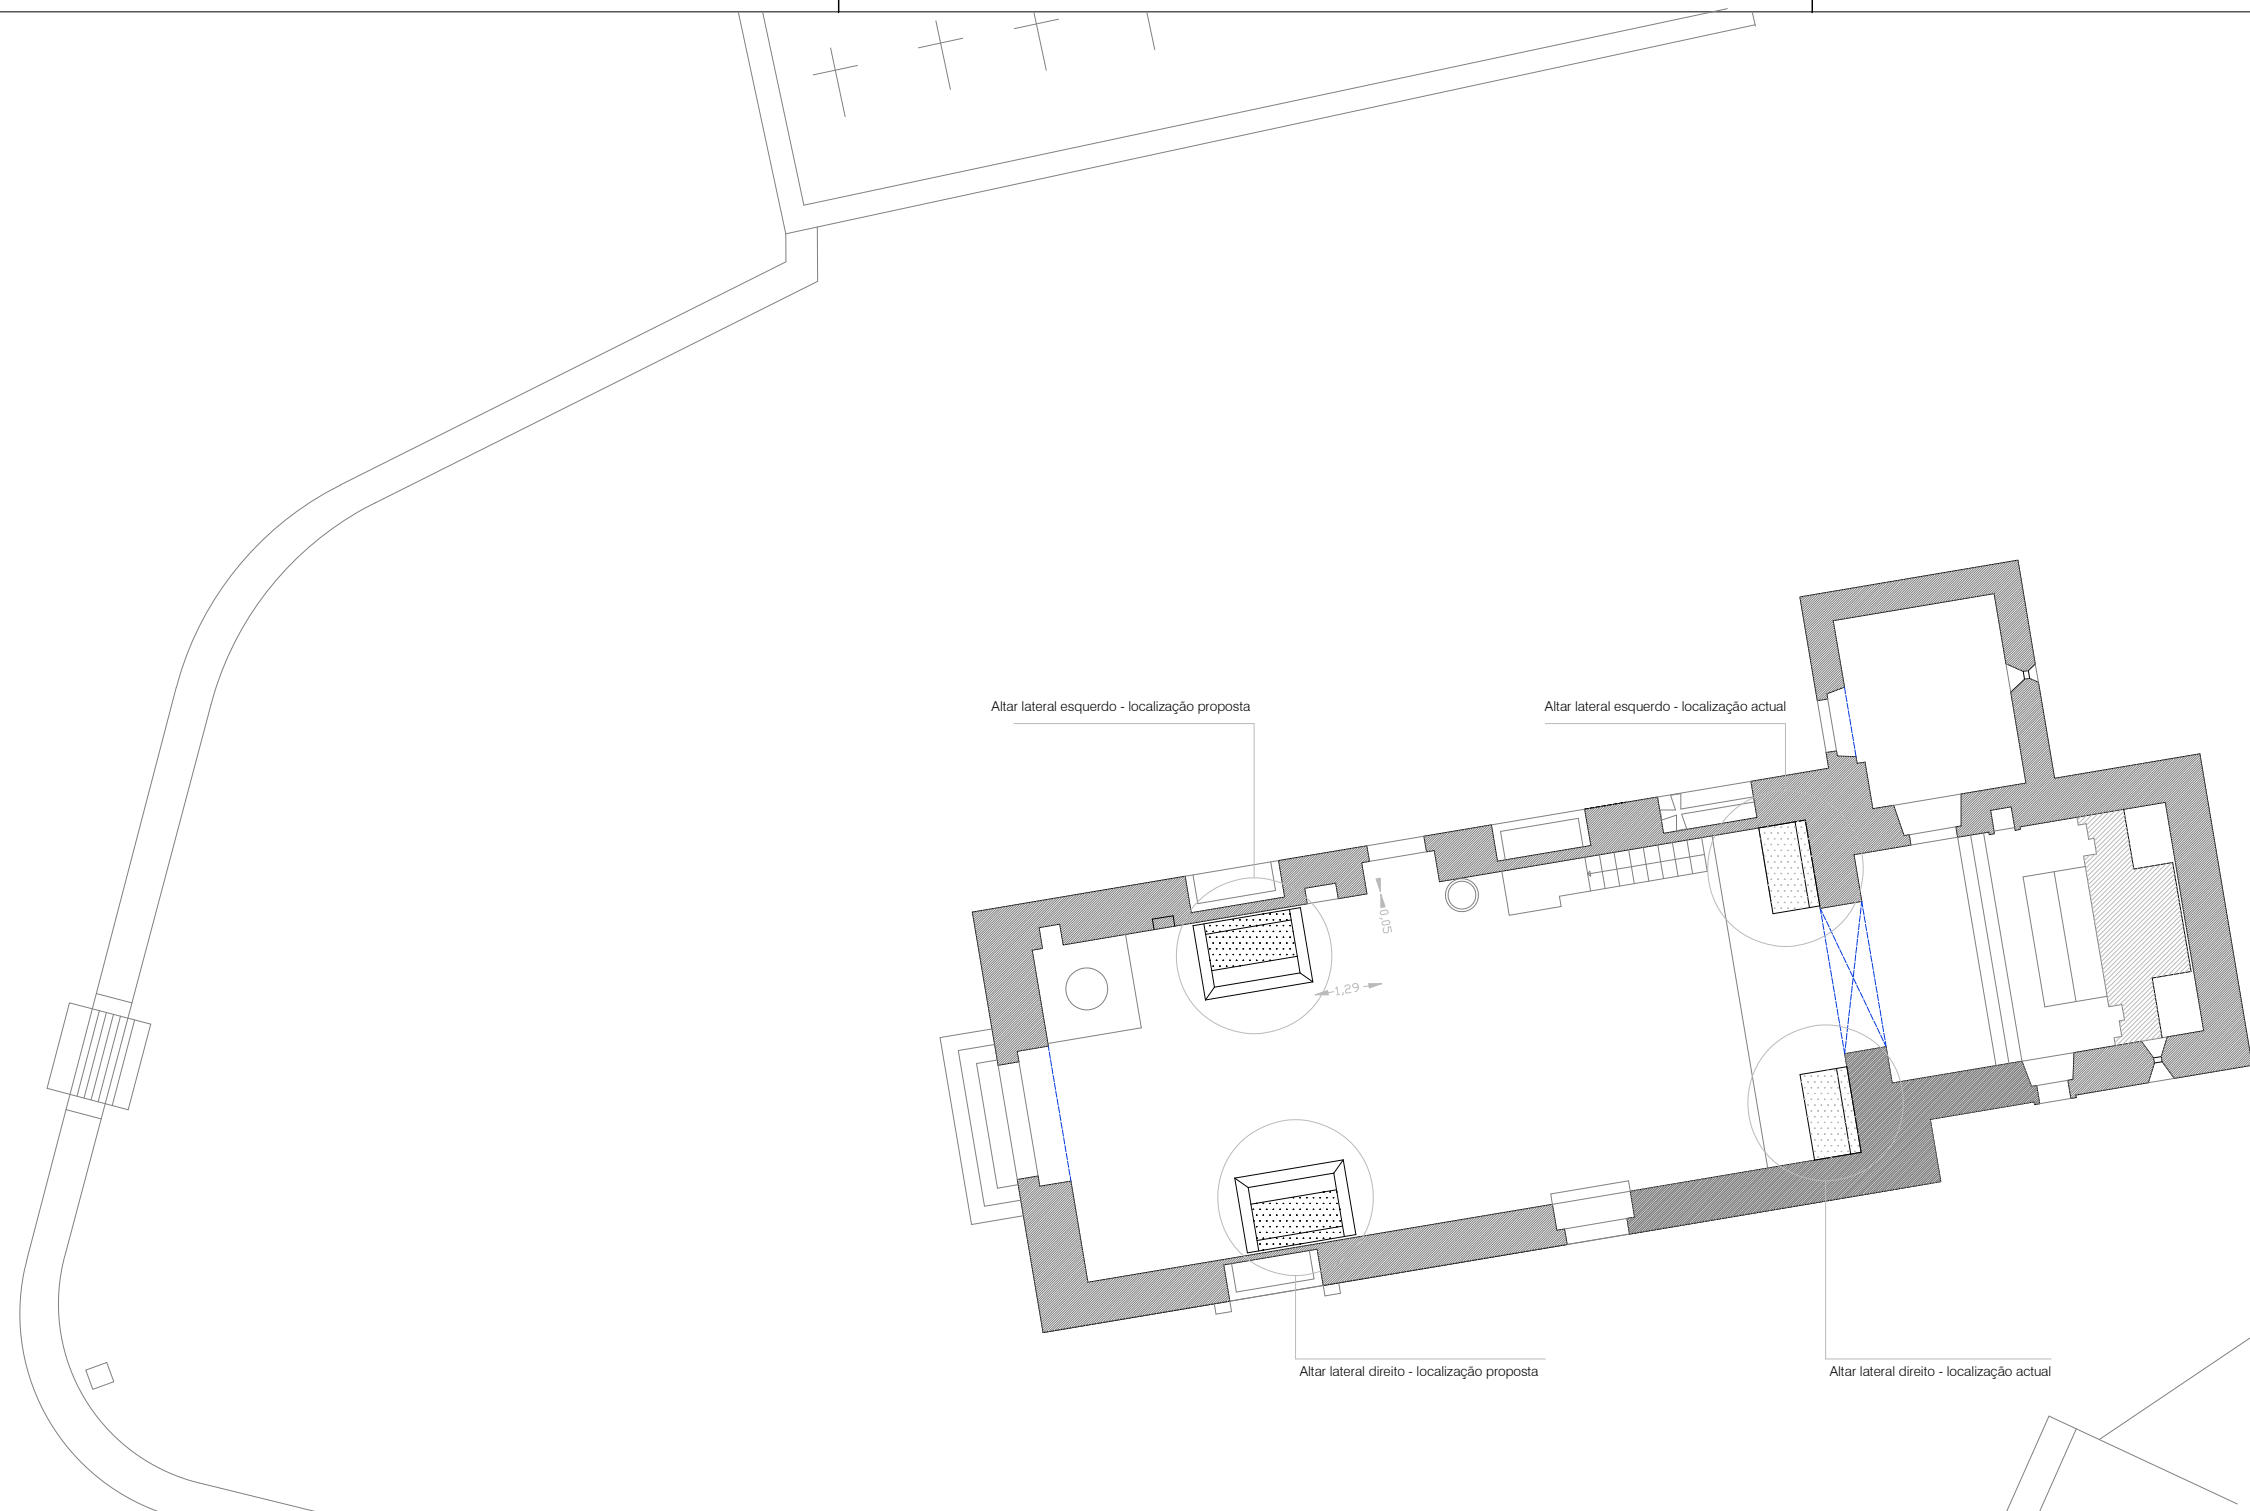 Altar lateral esquerdo - localização proposta
Altar lateral esquerdo - localização actual
0,05
1,29
Altar lateral direito - localização proposta
Altar lateral direito - localização actual